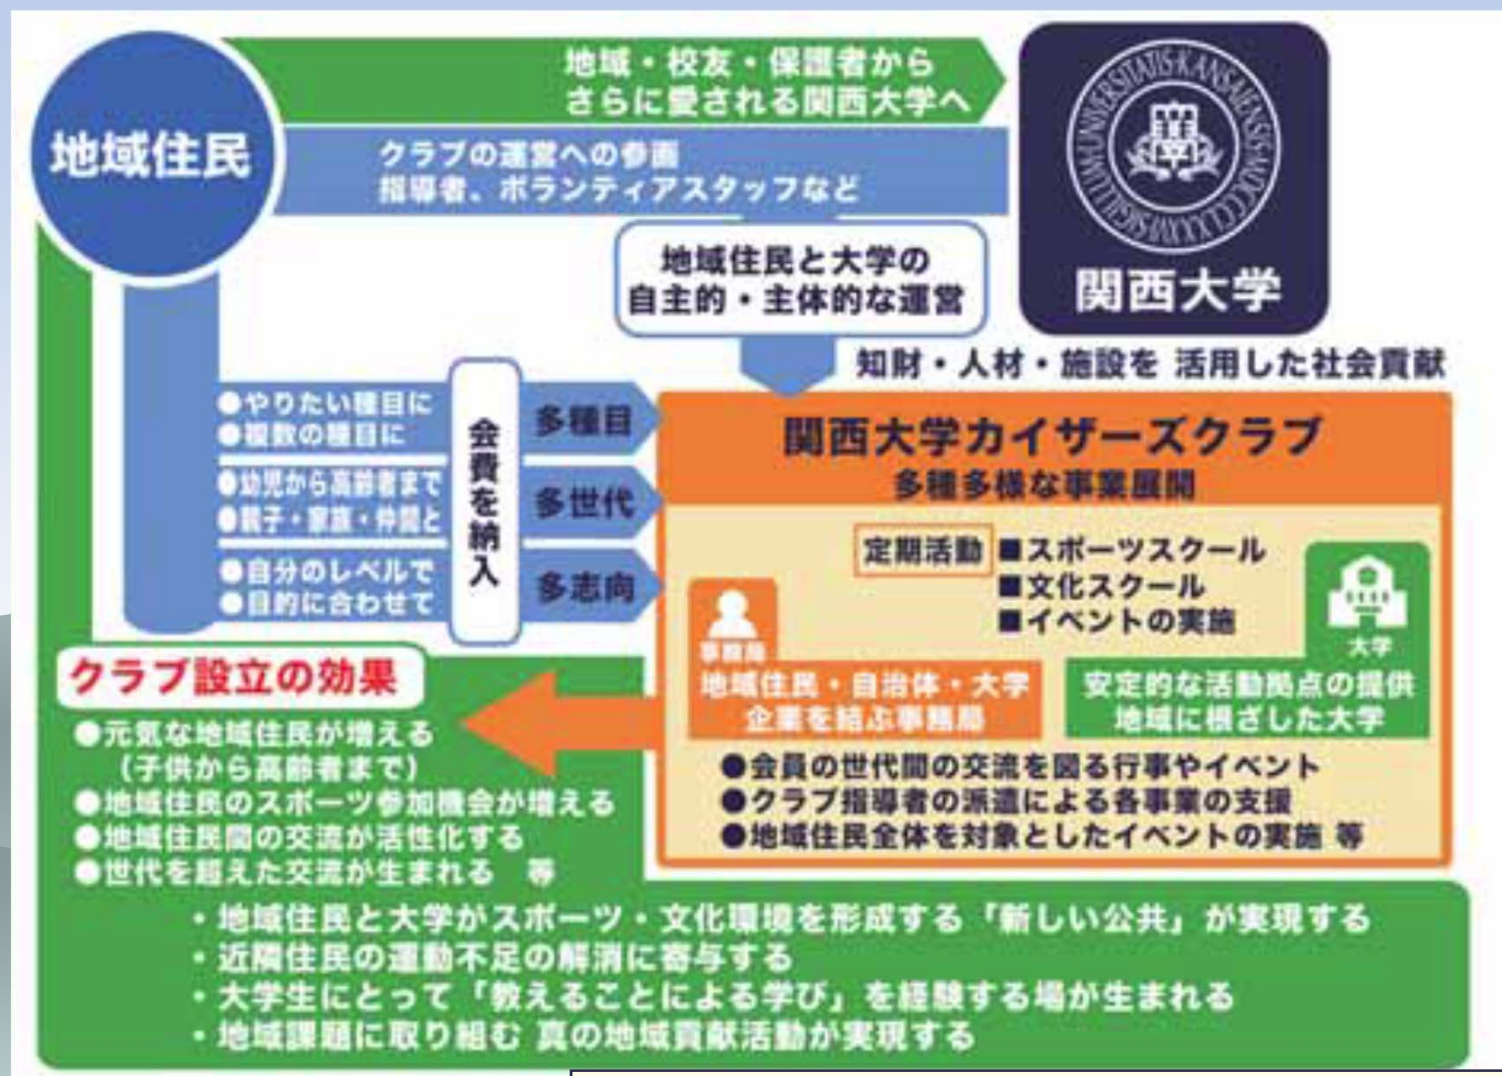 地域住民
地域・校友・保護者から
さらに愛される関西大学へ
クラブの運営への参画
指導者、ボランティアスタッフなど
地域住民と大学の
自主的・主体的な運営
SIGILLUM UNIVERSITATIS KANSAIENSIS MDCCCLXXXVI
関西大学
知財・人材・施設を 活用した社会貢献
●やりたい種目に
●複数の種目に
●幼児から高齢者まで
●親子・家族・仲間と
●自分のレベルで
●目的に合わせて
会費を納入
多種目
多世代
多志向
関西大学カイザーズクラブ
多種多様な事業展開
定期活動
■スポーツスクール
■文化スクール
■イベントの実施
事務局
地域住民・自治体・大学
企業を結ぶ事務局
大学
安定的な活動拠点の提供
地域に根ざした大学
●会員の世代間の交流を図る行事やイベント
●クラブ指導者の派遣による各事業の支援
●地域住民全体を対象としたイベントの実施 等
クラブ設立の効果
●元気な地域住民が増える
（子供から高齢者まで）
●地域住民のスポーツ参加機会が増える
●地域住民間の交流が活性化する
●世代を超えた交流が生まれる 等
・地域住民と大学がスポーツ・文化環境を形成する「新しい公共」が実現する
・近隣住民の運動不足の解消に寄与する
・大学生にとって「教えることによる学び」を経験する場が生まれる
・地域課題に取り組む 真の地域貢献活動が実現する